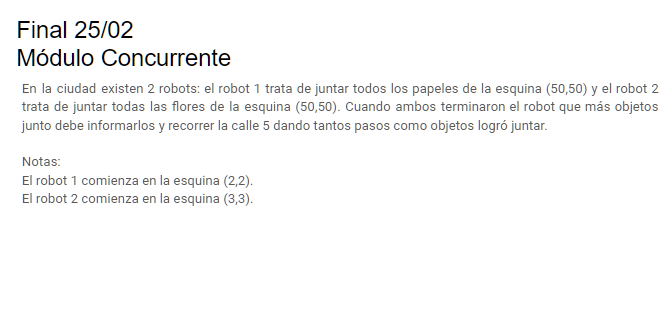 Final 25/02
Módulo Concurrente
En la ciudad existen 2 robots: el robot 1 trata de juntar todos los papeles de la esquina (50,50) y el robot 2
trata de juntar todas las flores de la esquina (50,50). Cuando ambos terminaron el robot que más objetos
junto debe informarlos y recorrer la calle 5 dando tantos pasos como objetos logró juntar.
Notas:
El robot 1 comienza en la esquina (2,2).
El robot 2 comienza en la esquina (3,3).